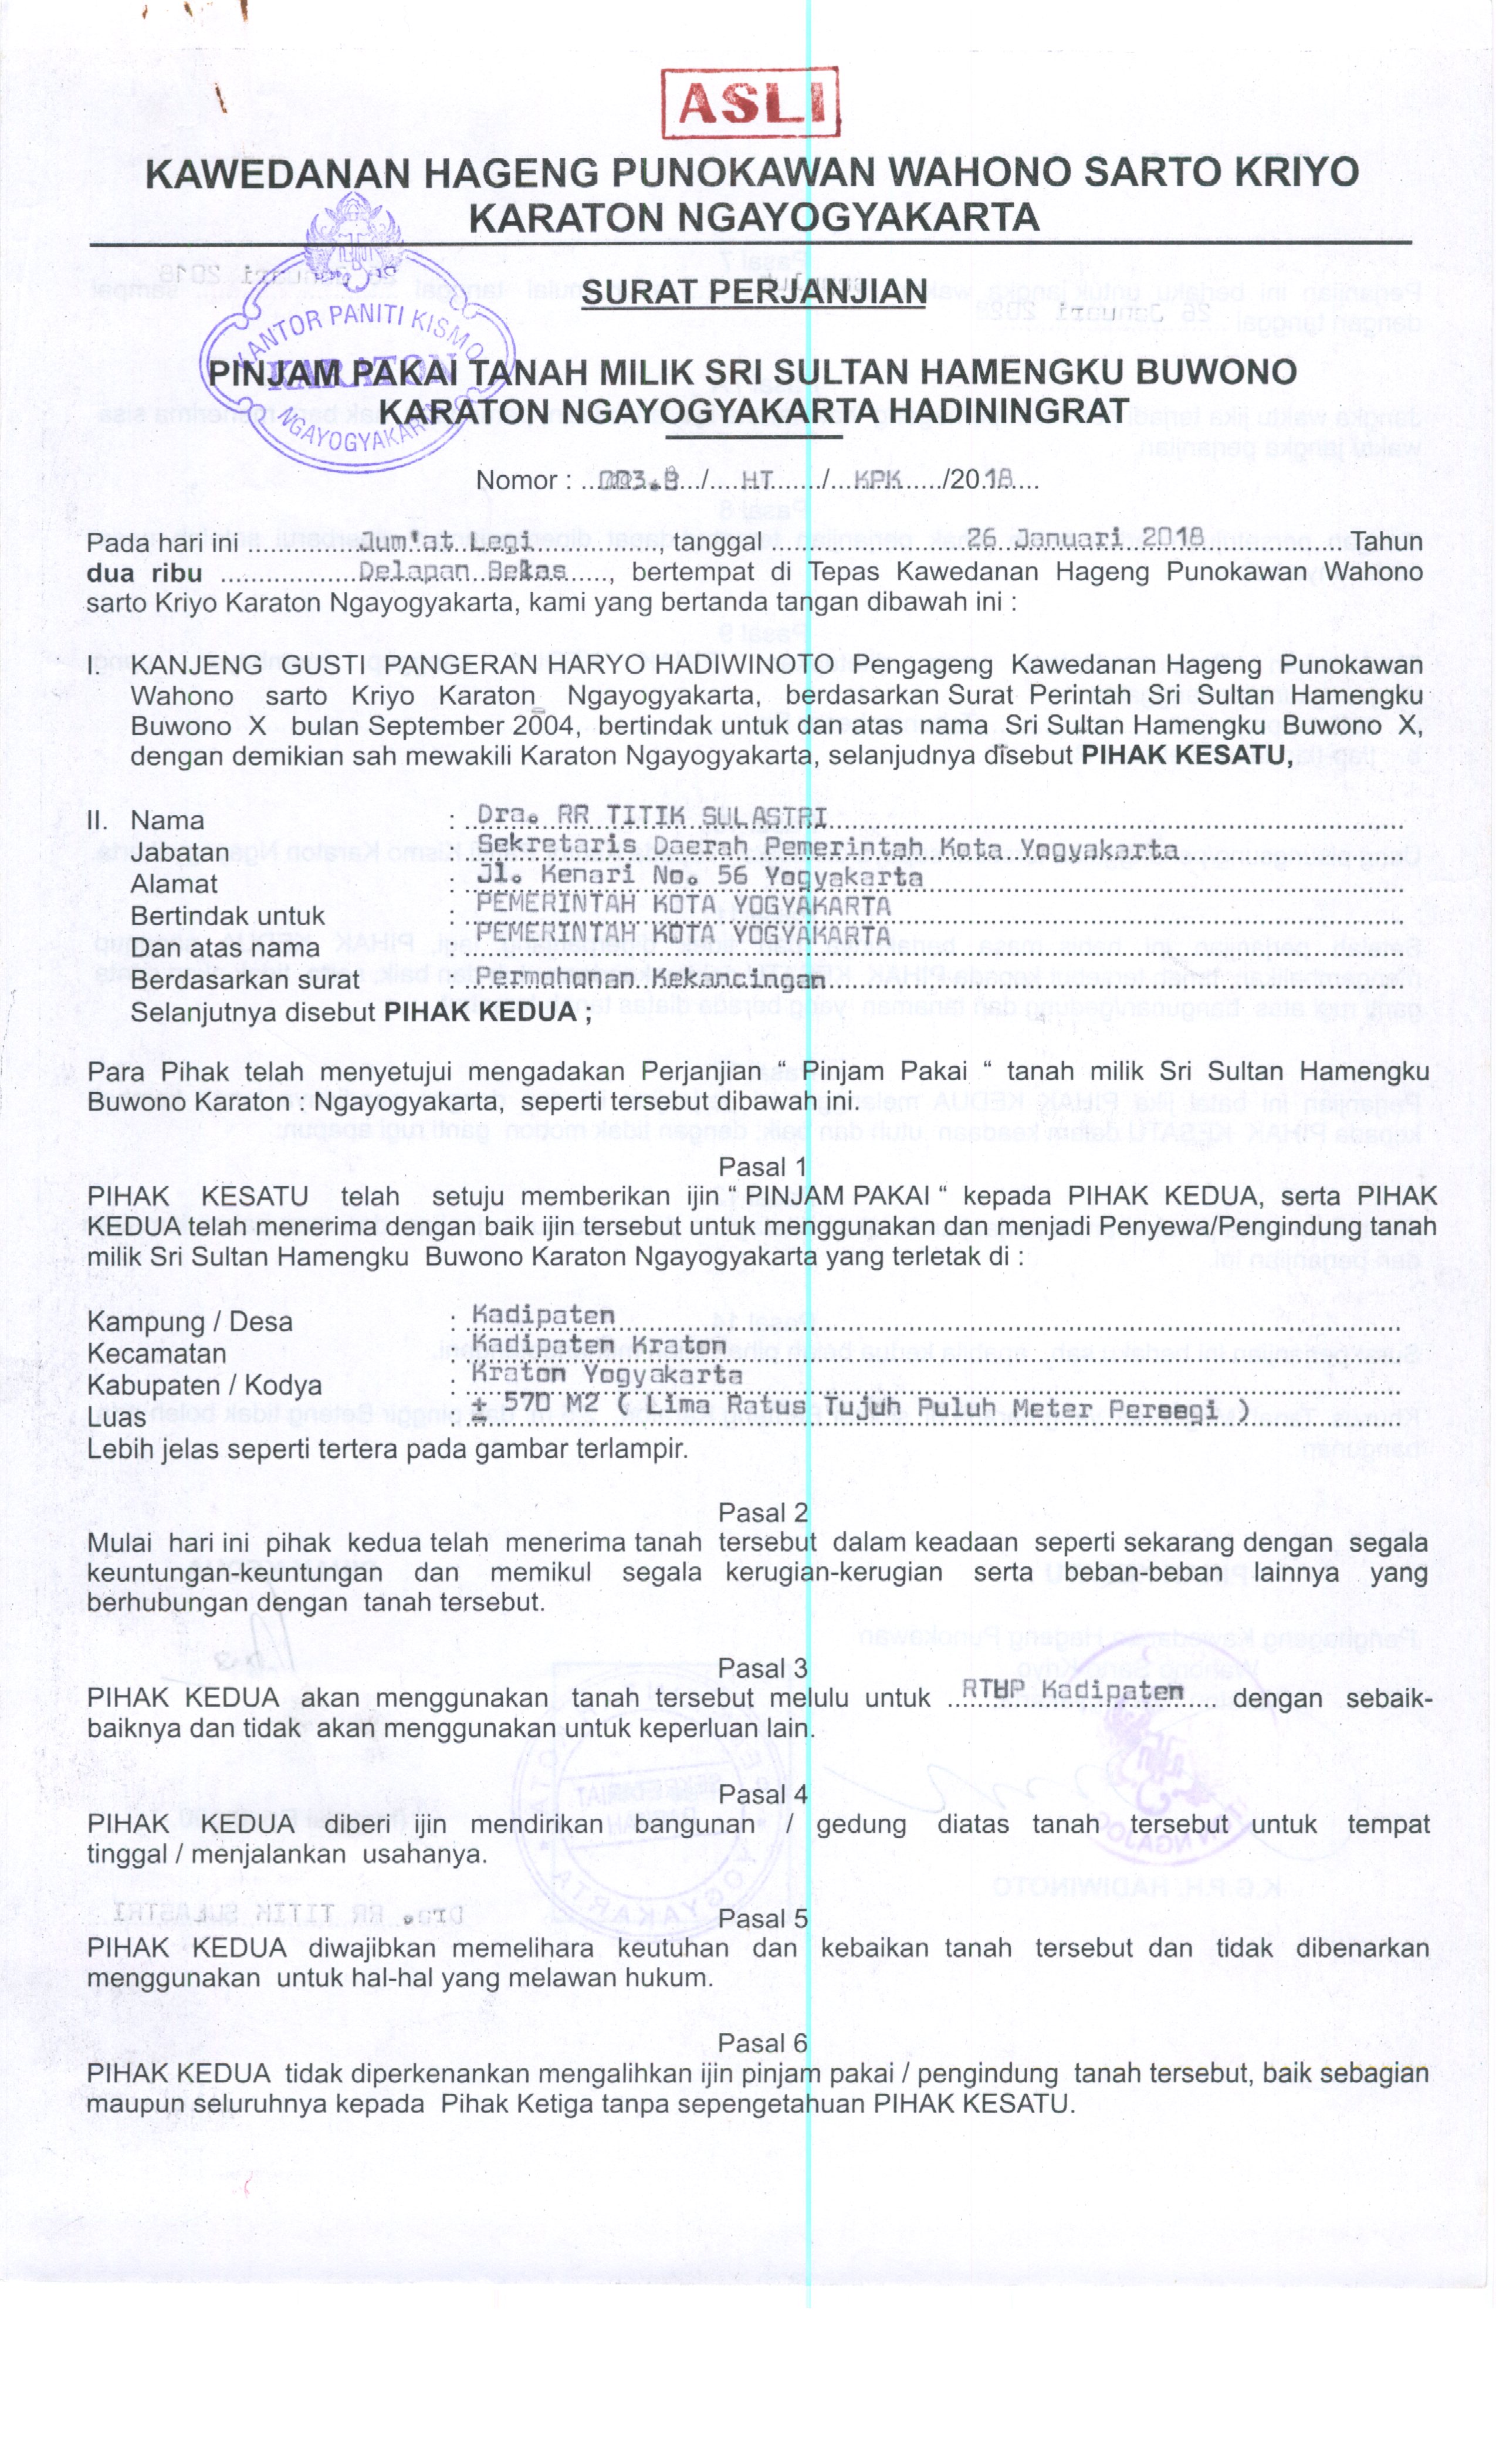 ASLI
KAWEDANAN HAGENG PUNOKAWAN WAHONO SARTO KRIYO
KARATON NGAYOGYAKARTA
KANTOR PANITI KISMO
KARATON
NGAYOGYAKARTA
SURAT PERJANJIAN
PINJAM PAKAI TANAH MILIK SRI SULTAN HAMENGKU BUWONO
KARATON NGAYOGYAKARTA HADININGRAT
Nomor : ...003.B.../....HT....../...KPK...../20.18....
Pada hari ini ..............Jum'at Legi..............., tanggal ........................26 Januari 2018.................. Tahun
dua ribu .................Delapan Belas....., bertempat di Tepas Kawedanan Hageng Punokawan Wahono
sarto Kriyo Karaton Ngayogyakarta, kami yang bertanda tangan dibawah ini :
I. KANJENG GUSTI PANGERAN HARYO HADIWINOTO Pengageng Kawedanan Hageng Punokawan
Wahono sarto Kriyo Karaton Ngayogyakarta, berdasarkan Surat Perintah Sri Sultan Hamengku
Buwono X bulan September 2004, bertindak untuk dan atas nama Sri Sultan Hamengku Buwono X,
dengan demikian sah mewakili Karaton Ngayogyakarta, selanjudnya disebut PIHAK KESATU,
II. Nama : Dra. RR TITIK SULASTRI
Jabatan : Sekretaris Daerah Pemerintah Kota Yogyakarta
Alamat : Jl. Kenari No. 56 Yogyakarta
Bertindak untuk : PEMERINTAH KOTA YOGYAKARTA
Dan atas nama : PEMERINTAH KOTA YOGYAKARTA
Berdasarkan surat : Permohonan Kekancingan
Selanjutnya disebut PIHAK KEDUA ;
Para Pihak telah menyetujui mengadakan Perjanjian “ Pinjam Pakai “ tanah milik Sri Sultan Hamengku
Buwono Karaton : Ngayogyakarta, seperti tersebut dibawah ini.
Pasal 1
PIHAK KESATU telah setuju memberikan ijin “ PINJAM PAKAI “ kepada PIHAK KEDUA, serta PIHAK
KEDUA telah menerima dengan baik ijin tersebut untuk menggunakan dan menjadi Penyewa/Pengindung tanah
milik Sri Sultan Hamengku Buwono Karaton Ngayogyakarta yang terletak di :
Kampung / Desa : Kadipaten
Kecamatan : Kadipaten Kraton
Kabupaten / Kodya : Kraton Yogyakarta
Luas : ± 570 M2 ( Lima Ratus Tujuh Puluh Meter Persegi )
Lebih jelas seperti tertera pada gambar terlampir.
Pasal 2
Mulai hari ini pihak kedua telah menerima tanah tersebut dalam keadaan seperti sekarang dengan segala
keuntungan-keuntungan dan memikul segala kerugian-kerugian serta beban-beban lainnya yang
berhubungan dengan tanah tersebut.
Pasal 3
PIHAK KEDUA akan menggunakan tanah tersebut melulu untuk ..RTHP Kadipaten.... dengan sebaik-
baiknya dan tidak akan menggunakan untuk keperluan lain.
Pasal 4
PIHAK KEDUA diberi ijin mendirikan bangunan / gedung diatas tanah tersebut untuk tempat
tinggal / menjalankan usahanya.
Pasal 5
PIHAK KEDUA diwajibkan memelihara keutuhan dan kebaikan tanah tersebut dan tidak dibenarkan
menggunakan untuk hal-hal yang melawan hukum.
Pasal 6
PIHAK KEDUA tidak diperkenankan mengalihkan ijin pinjam pakai / pengindung tanah tersebut, baik sebagian
maupun seluruhnya kepada Pihak Ketiga tanpa sepengetahuan PIHAK KESATU.